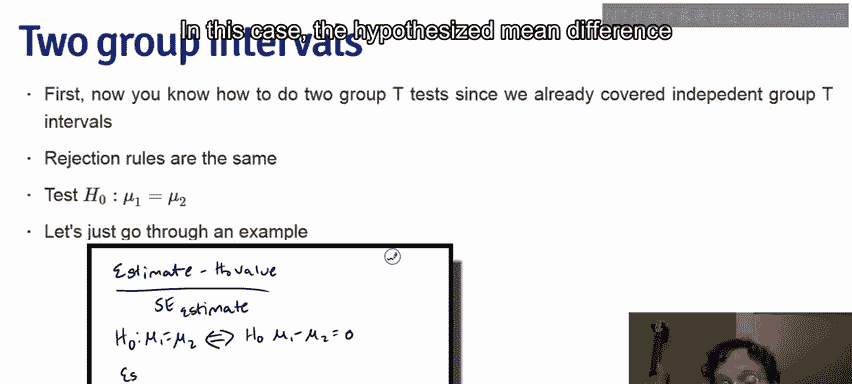 In this case, the hypothesized mean difference
Two group intervals
· First, now you know how to do two group T tests since we already covered indepedent group T
intervals
· Rejection rules are the same
· Test H₀ : μ₁ = μ₂
· Let's just go through an example
Estimate - H₀ value
SE estimate
H₀: μ₁ = μ₂ ⇔ H₀ μ₁ - μ₂ = 0
Es